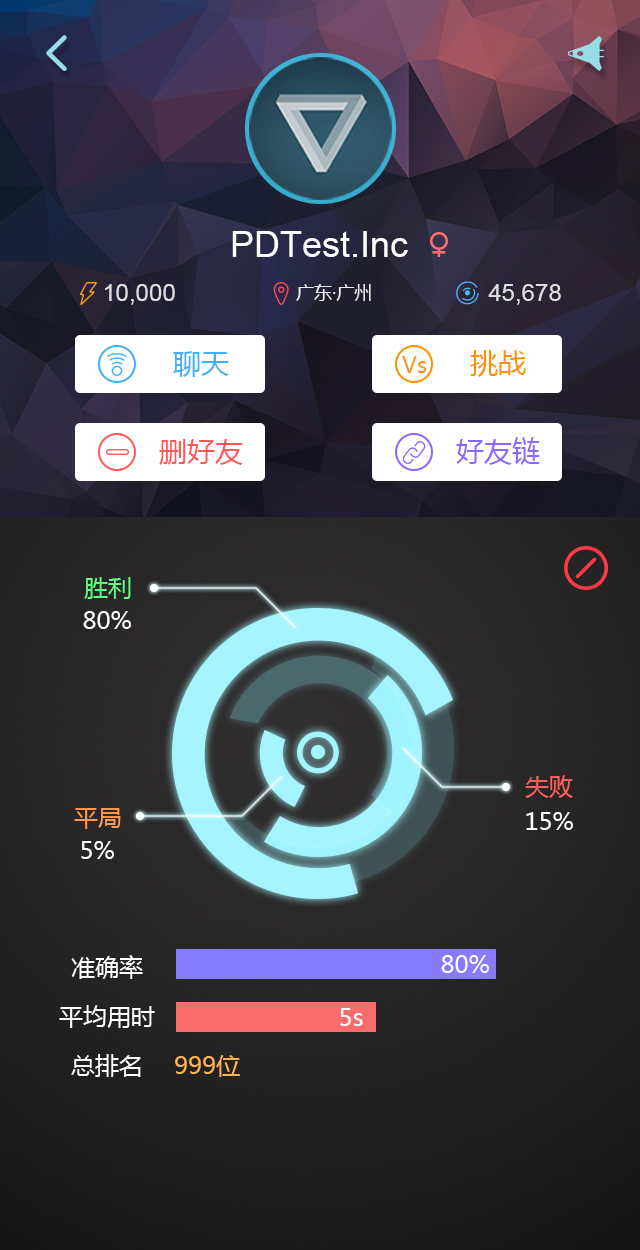 PDTest.Inc
10,000
广东·广州
45,678
聊天
Vs 挑战
删好友
好友链
胜利
80%
失败
15%
平局
5%
准确率 80%
平均用时 5s
总排名 999位